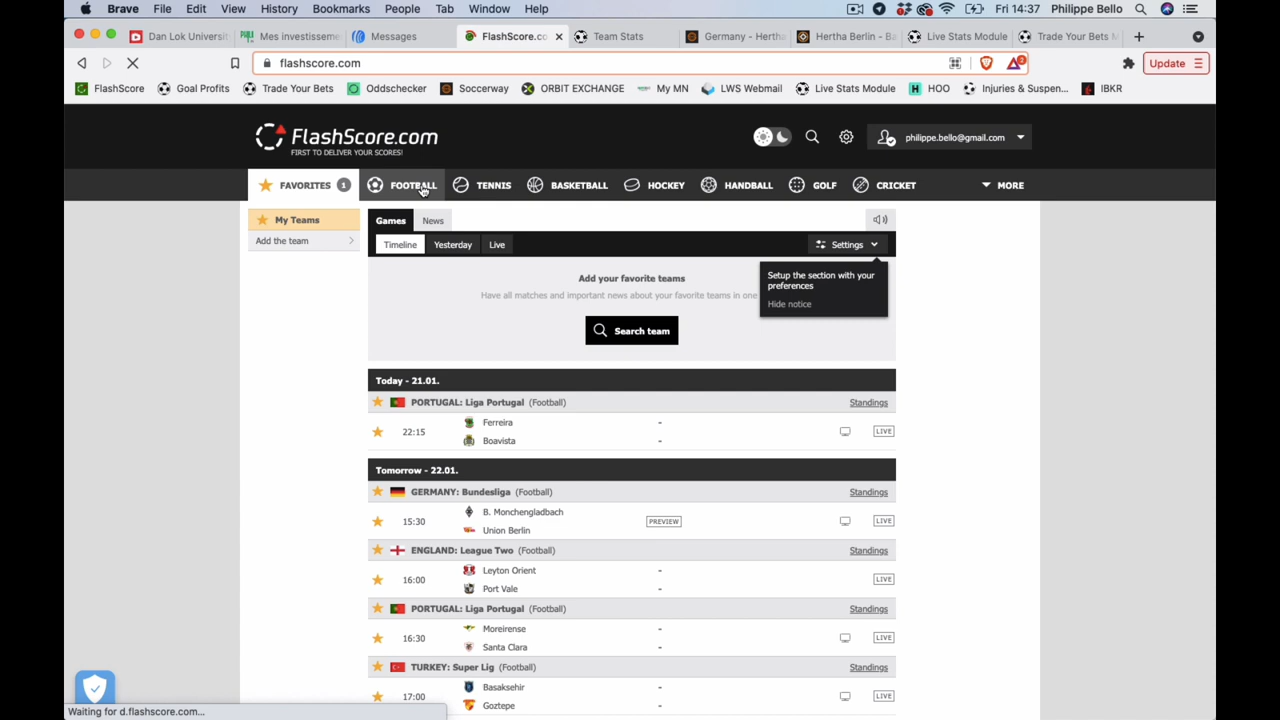 Brave File Edit View History Bookmarks People Tab Window Help Fri 14:37 Philippe Bello
Dan Lok Universit Mes investisseme Messages FlashScore.co Team Stats Germany - Hertha Hertha Berlin - Ba Live Stats Module Trade Your Bets M
flashscore.com 2 Update
FlashScore Goal Profits Trade Your Bets Oddschecker Soccerway ORBIT EXCHANGE My MN LWS Webmail Live Stats Module HOO Injuries & Suspen... IBKR
FlashScore.com
FIRST TO DELIVER YOUR SCORES!
philippe.bello@gmail.com
FAVORITES 1 FOOTBALL TENNIS BASKETBALL HOCKEY HANDBALL GOLF CRICKET MORE
My Teams
Add the team
Games News
Timeline Yesterday Live Settings
Setup the section with your
preferences
Hide notice
Add your favorite teams
Have all matches and important news about your favorite teams in one
Search team
Today - 21.01.
PORTUGAL: Liga Portugal (Football) Standings
22:15 Ferreira - LIVE
Boavista -
Tomorrow - 22.01.
GERMANY: Bundesliga (Football) Standings
15:30 B. Monchengladbach PREVIEW LIVE
Union Berlin
ENGLAND: League Two (Football) Standings
16:00 Leyton Orient - LIVE
Port Vale -
PORTUGAL: Liga Portugal (Football) Standings
16:30 Moreirense - LIVE
Santa Clara -
TURKEY: Super Lig (Football) Standings
17:00 Basaksehir - LIVE
Goztepe -
Waiting for d.flashscore.com...